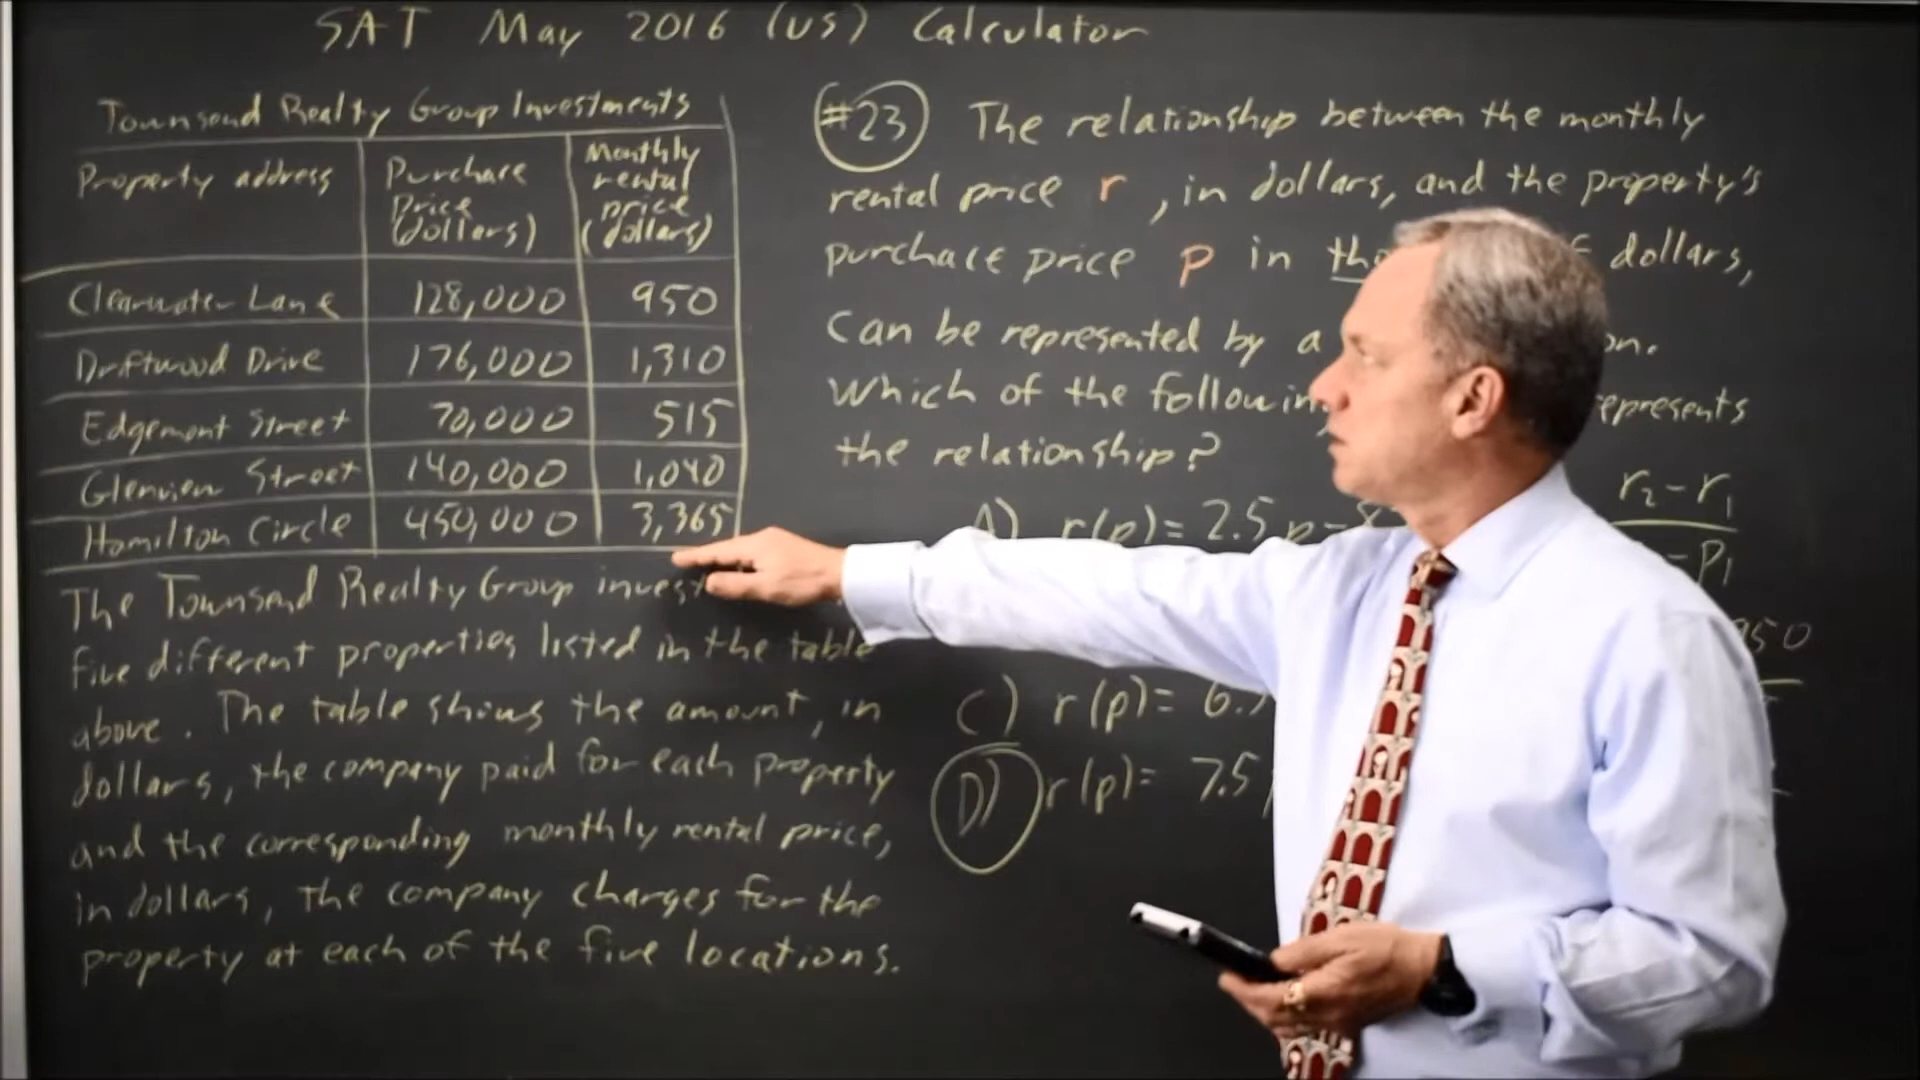 SAT May 2016 (US) Calculator
Townsend Realty Group Investments
Property address
Purchase
Price
(dollars)
Monthly
rental
price
(dollars)
Clearwater Lane 128,000 950
Driftwood Drive 176,000 1,310
Edgemont Street 70,000 515
Glenview Street 140,000 1,040
Hamilton Circle 450,000 3,365
The Townsend Realty Group invest
five different properties listed in the table
above. The table shows the amount, in
dollars, the company paid for each property
and the corresponding monthly rental price,
in dollars, the company charges for the
property at each of the five locations.
#23 The relationship between the monthly
rental price r, in dollars, and the property's
purchase price p in dollars,
Can be represented by a
Which of the following epresents
the relationship?
A) r(p)= 2.5p-8
C) r(p)= 6.
D) r(p)= 7.5
r2-r1
-P1
950